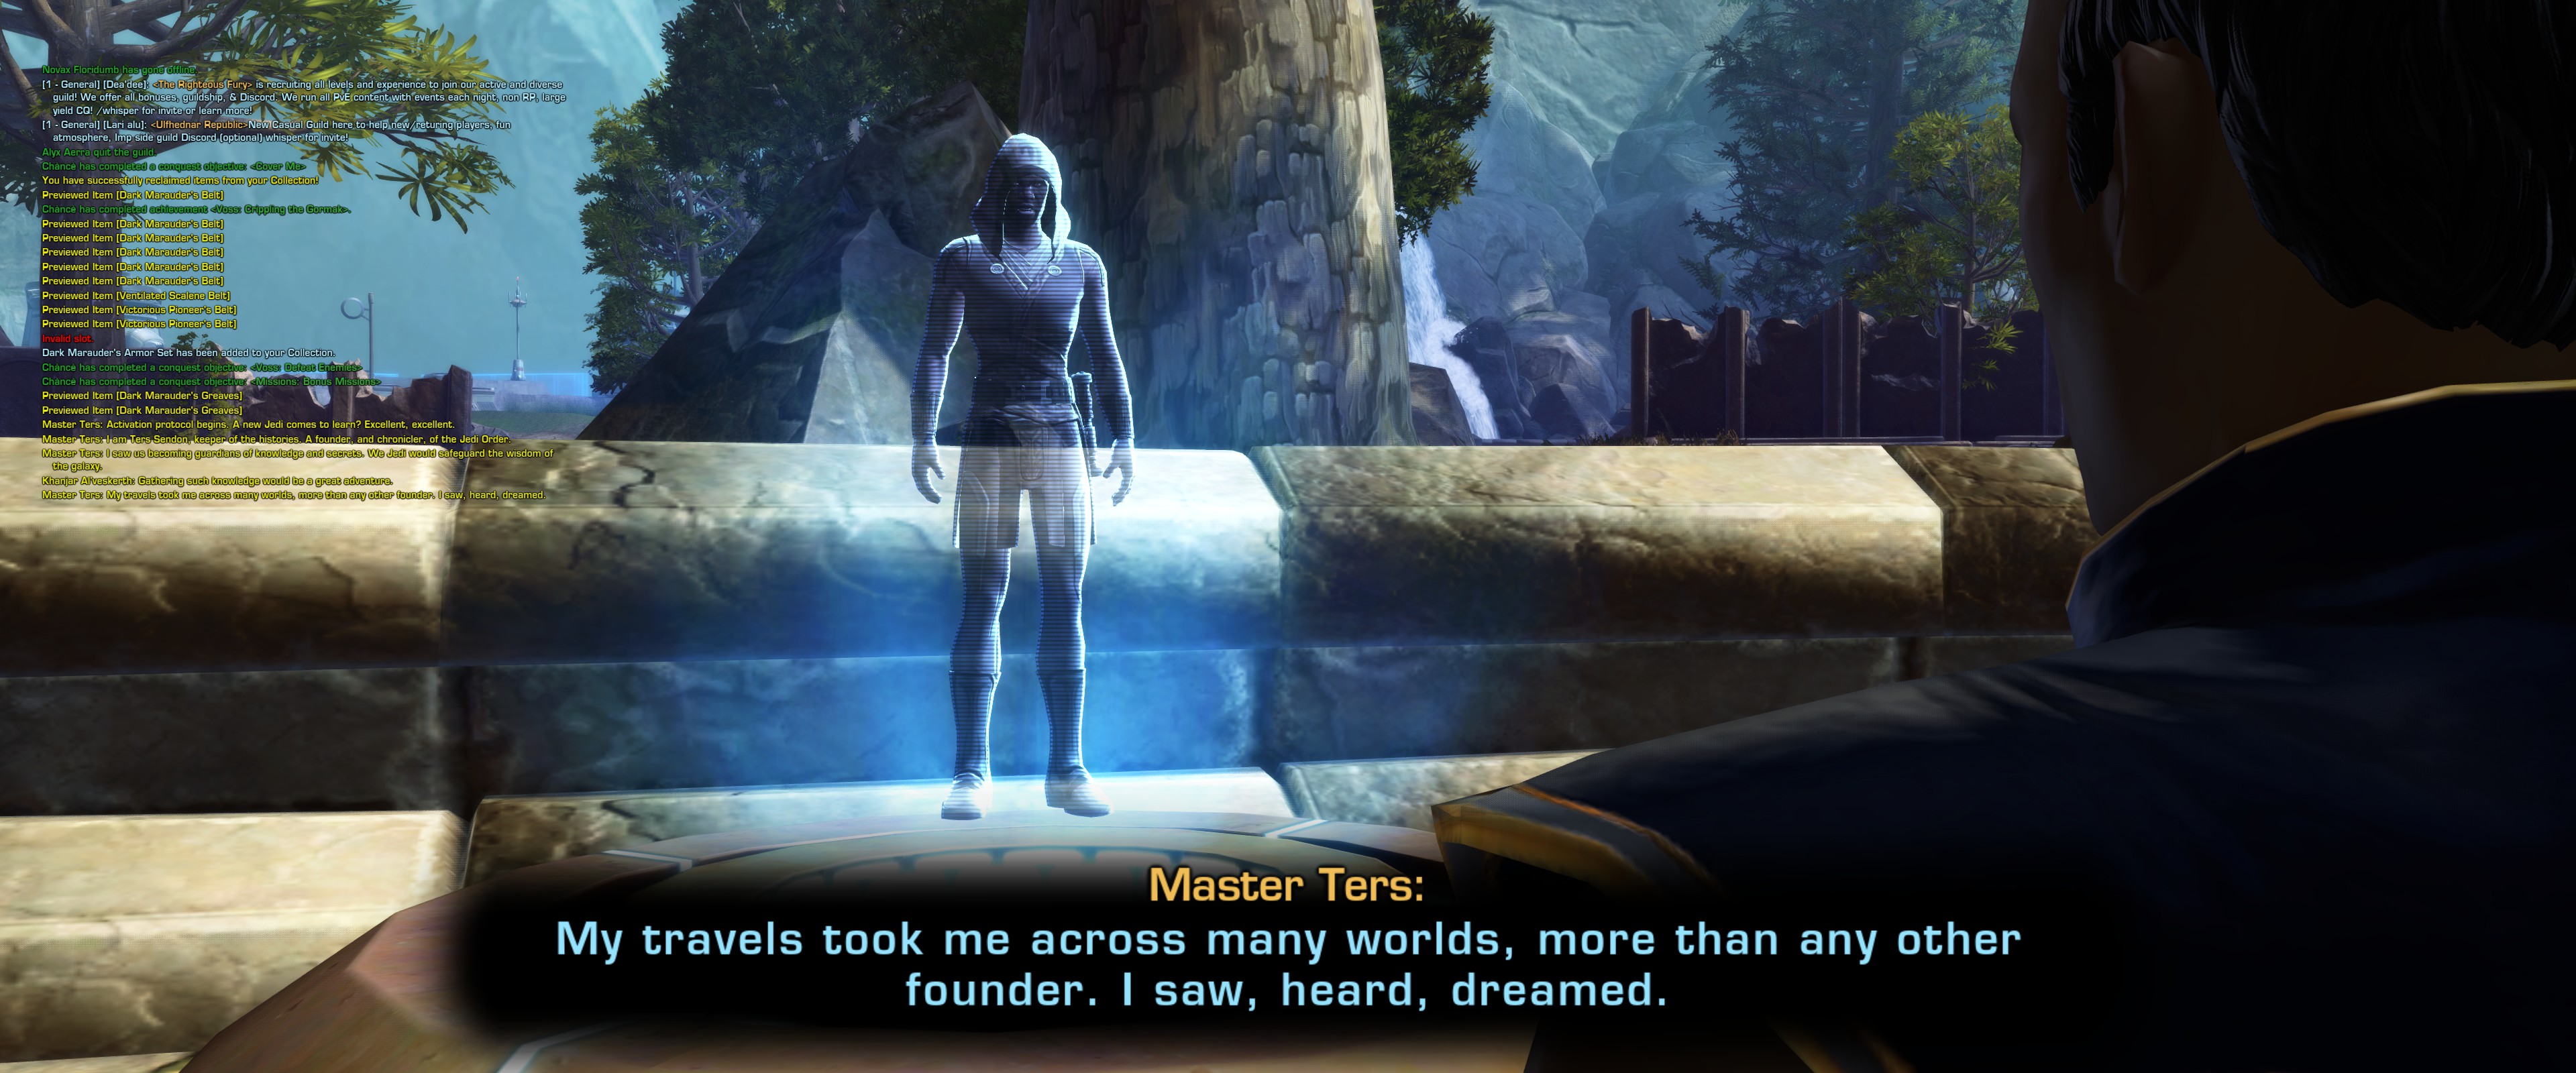 Novax Floridumb has gone offline.
[1 - General] [Dea'dee]: <The Righteous Fury> is recruiting all levels and experience to join our active and diverse
guild! We offer all bonuses, guildship, & Discord. We run all PvE content with events each night, non RP, large
yield CQ! /whisper for invite or learn more!
[1 - General] [Lari alu]: <Ulfhednar Republic>New Casual Guild here to help new/returing players, fun
atmosphere, Imp side guild Discord (optional) whisper for invite!
Alyx Aerra quit the guild.
Chance has completed a conquest objective: <Cover Me>
You have successfully reclaimed items from your Collection!
Previewed Item [Dark Marauder's Belt]
Chance has completed achievement <Voss: Crippling the Gormak>.
Previewed Item [Dark Marauder's Belt]
Previewed Item [Dark Marauder's Belt]
Previewed Item [Dark Marauder's Belt]
Previewed Item [Dark Marauder's Belt]
Previewed Item [Dark Marauder's Belt]
Previewed Item [Ventilated Scalene Belt]
Previewed Item [Victorious Pioneer's Belt]
Previewed Item [Victorious Pioneer's Belt]
Invalid slot.
Dark Marauder's Armor Set has been added to your Collection.
Chance has completed a conquest objective: <Voss: Defeat Enemies>
Chance has completed a conquest objective: <Missions: Bonus Missions>
Previewed Item [Dark Marauder's Greaves]
Previewed Item [Dark Marauder's Greaves]
Master Ters: Activation protocol begins. A new Jedi comes to learn? Excellent, excellent.
Master Ters: I am Ters Sendon, keeper of the histories. A founder, and chronicler, of the Jedi Order.
Master Ters: I saw us becoming guardians of knowledge and secrets. We Jedi would safeguard the wisdom of
the galaxy.
Khanjar Al'veskerth: Gathering such knowledge would be a great adventure.
Master Ters: My travels took me across many worlds, more than any other founder. I saw, heard, dreamed.
Master Ters:
My travels took me across many worlds, more than any other
founder. I saw, heard, dreamed.